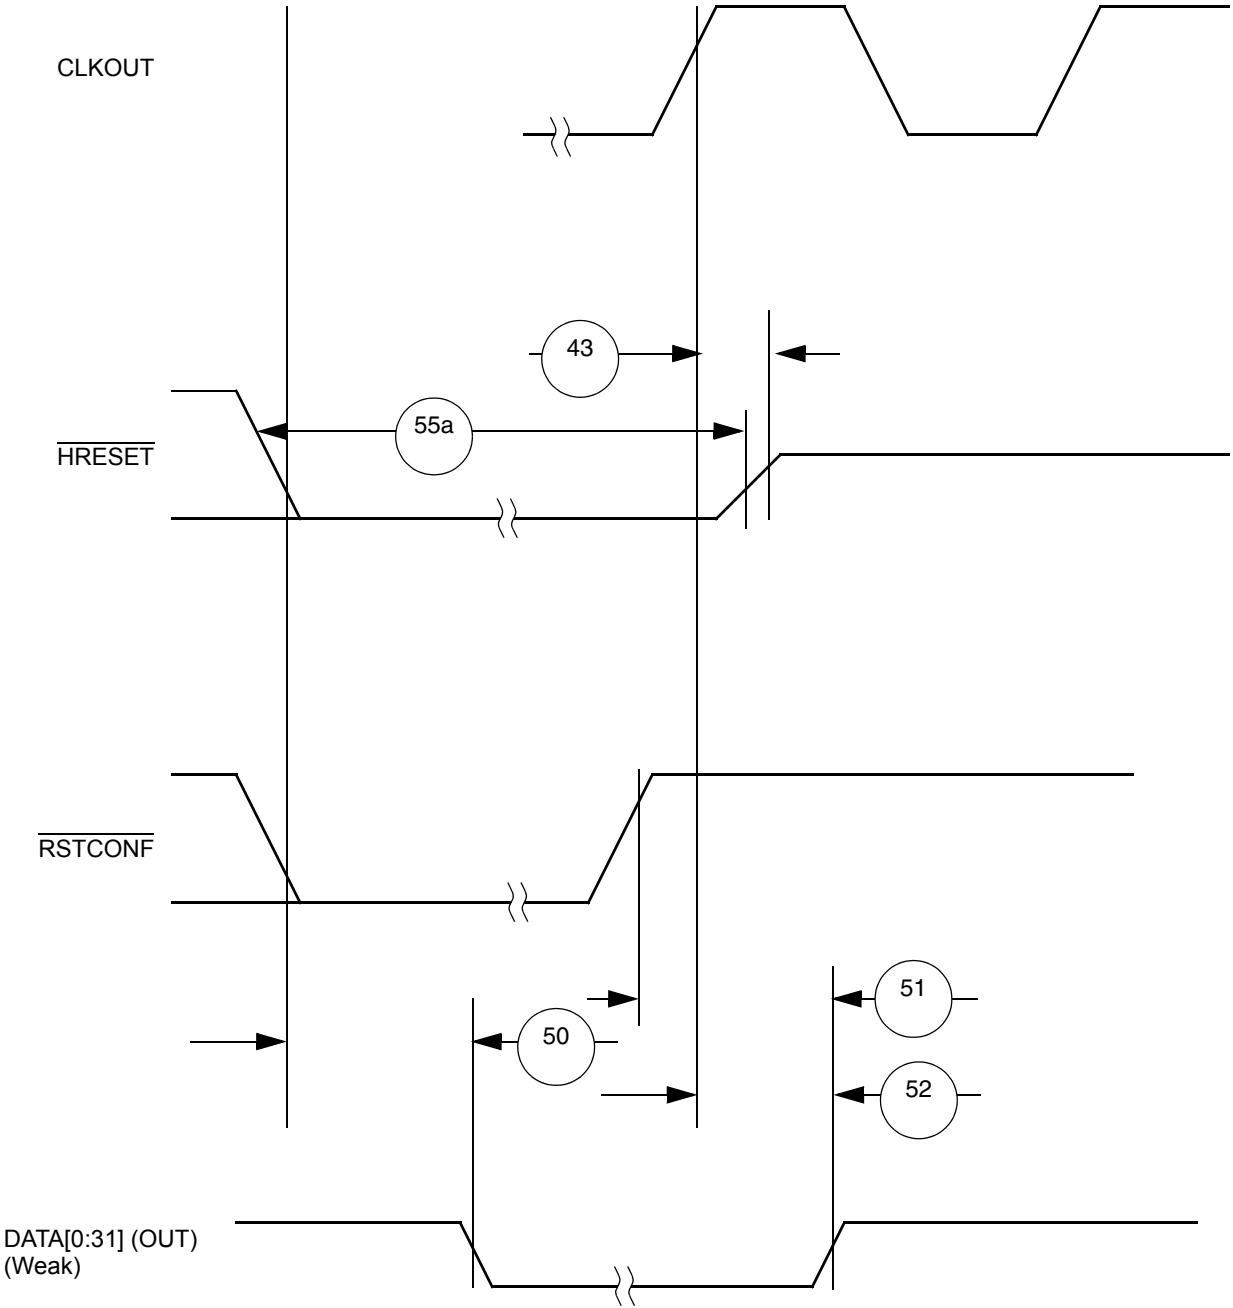 CLKOUT
43
55a
HRESET
RSTCONF
51
50
52
DATA[0:31] (OUT)
(Weak)